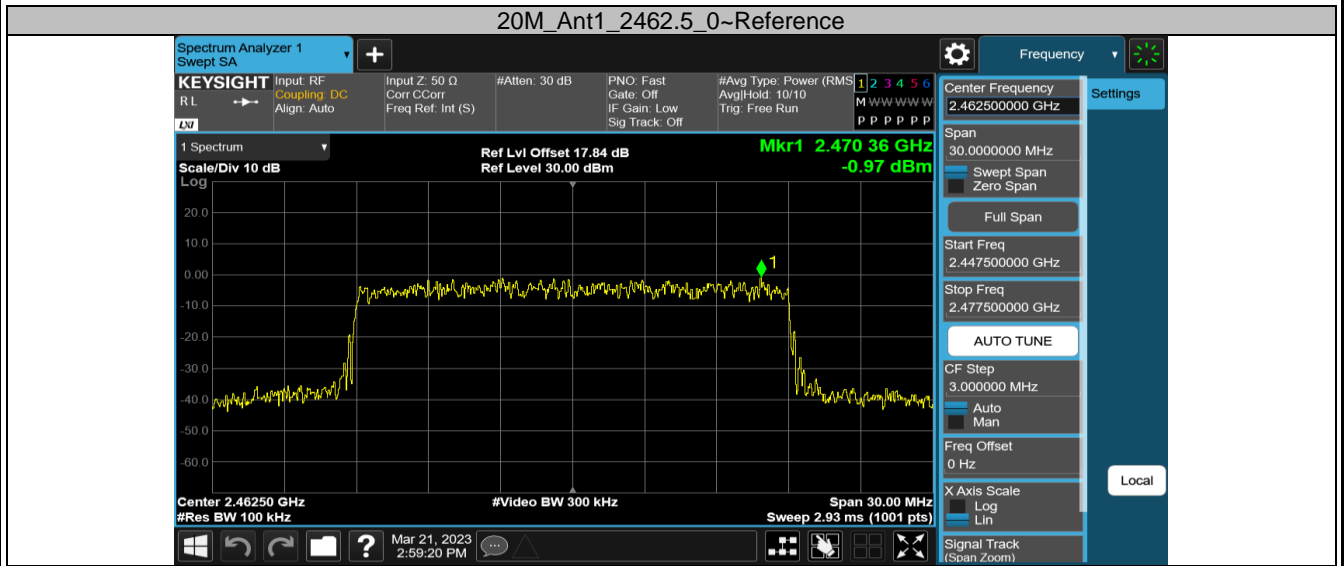 20M_Ant1_2462.5_0~Reference
Spectrum Analyzer 1
Swept SA
+
Frequency
KEYSIGHT
RL
LXI
Input: RF
Coupling: DC
Align: Auto
Input Z: 50 Ω
Corr CCorr
Freq Ref: Int (S)
#Atten: 30 dB
PNO: Fast
Gate: Off
IF Gain: Low
Sig Track: Off
#Avg Type: Power (RMS
Avg|Hold: 10/10
Trig: Free Run
1 2 3 4 5 6
M W W W W W
P P P P P P
1 Spectrum
Scale/Div 10 dB
Ref Lvl Offset 17.84 dB
Ref Level 30.00 dBm
Mkr1 2.470 36 GHz
-0.97 dBm
Log
20.0
10.0
0.00
-10.0
-20.0
-30.0
-40.0
-50.0
-60.0
1
Center 2.46250 GHz
#Res BW 100 kHz
#Video BW 300 kHz
Span 30.00 MHz
Sweep 2.93 ms (1001 pts)
Center Frequency
2.462500000 GHz
Span
30.0000000 MHz
Swept Span
Zero Span
Full Span
Start Freq
2.447500000 GHz
Stop Freq
2.477500000 GHz
AUTO TUNE
CF Step
3.000000 MHz
Auto
Man
Freq Offset
0 Hz
X Axis Scale
Log
Lin
Signal Track
(Span Zoom)
Settings
Local
?
Mar 21, 2023
2:59:20 PM